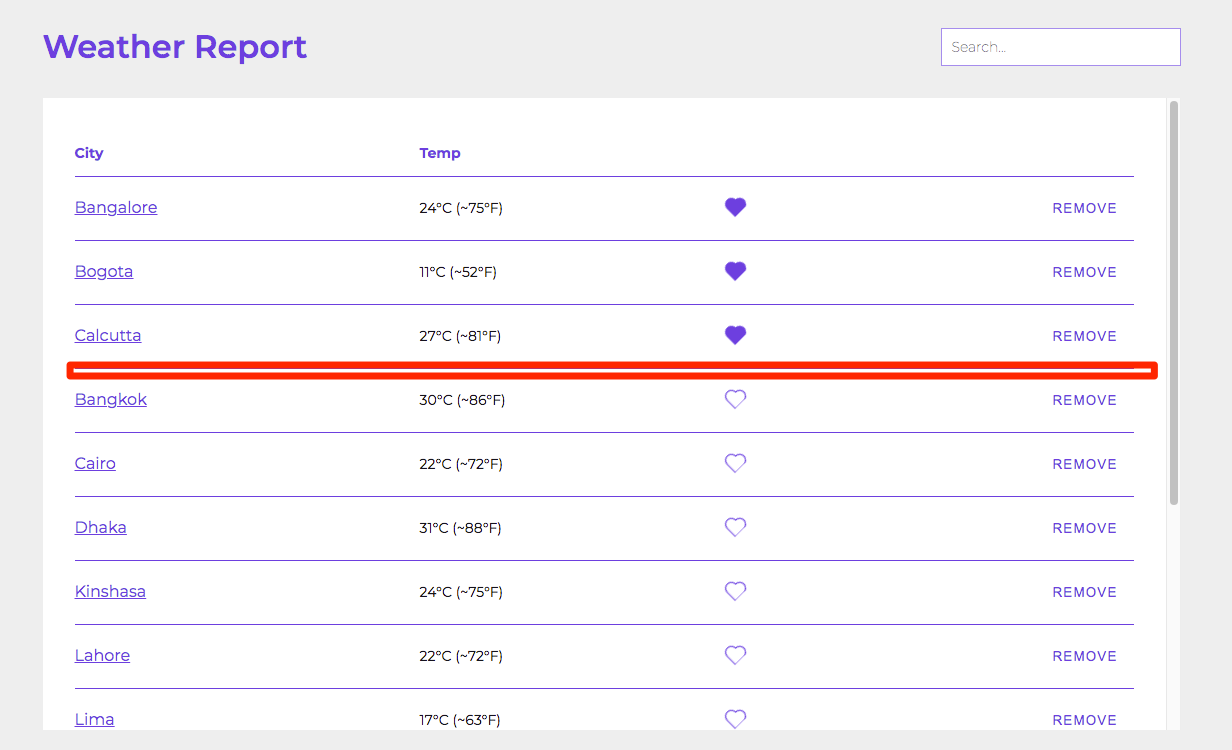 Weather Report
Search...
City Temp
Bangalore 24°C (~75°F) REMOVE
Bogota 11°C (~52°F) REMOVE
Calcutta 27°C (~81°F) REMOVE
Bangkok 30°C (~86°F) REMOVE
Cairo 22°C (~72°F) REMOVE
Dhaka 31°C (~88°F) REMOVE
Kinshasa 24°C (~75°F) REMOVE
Lahore 22°C (~72°F) REMOVE
Lima 17°C (~63°F) REMOVE